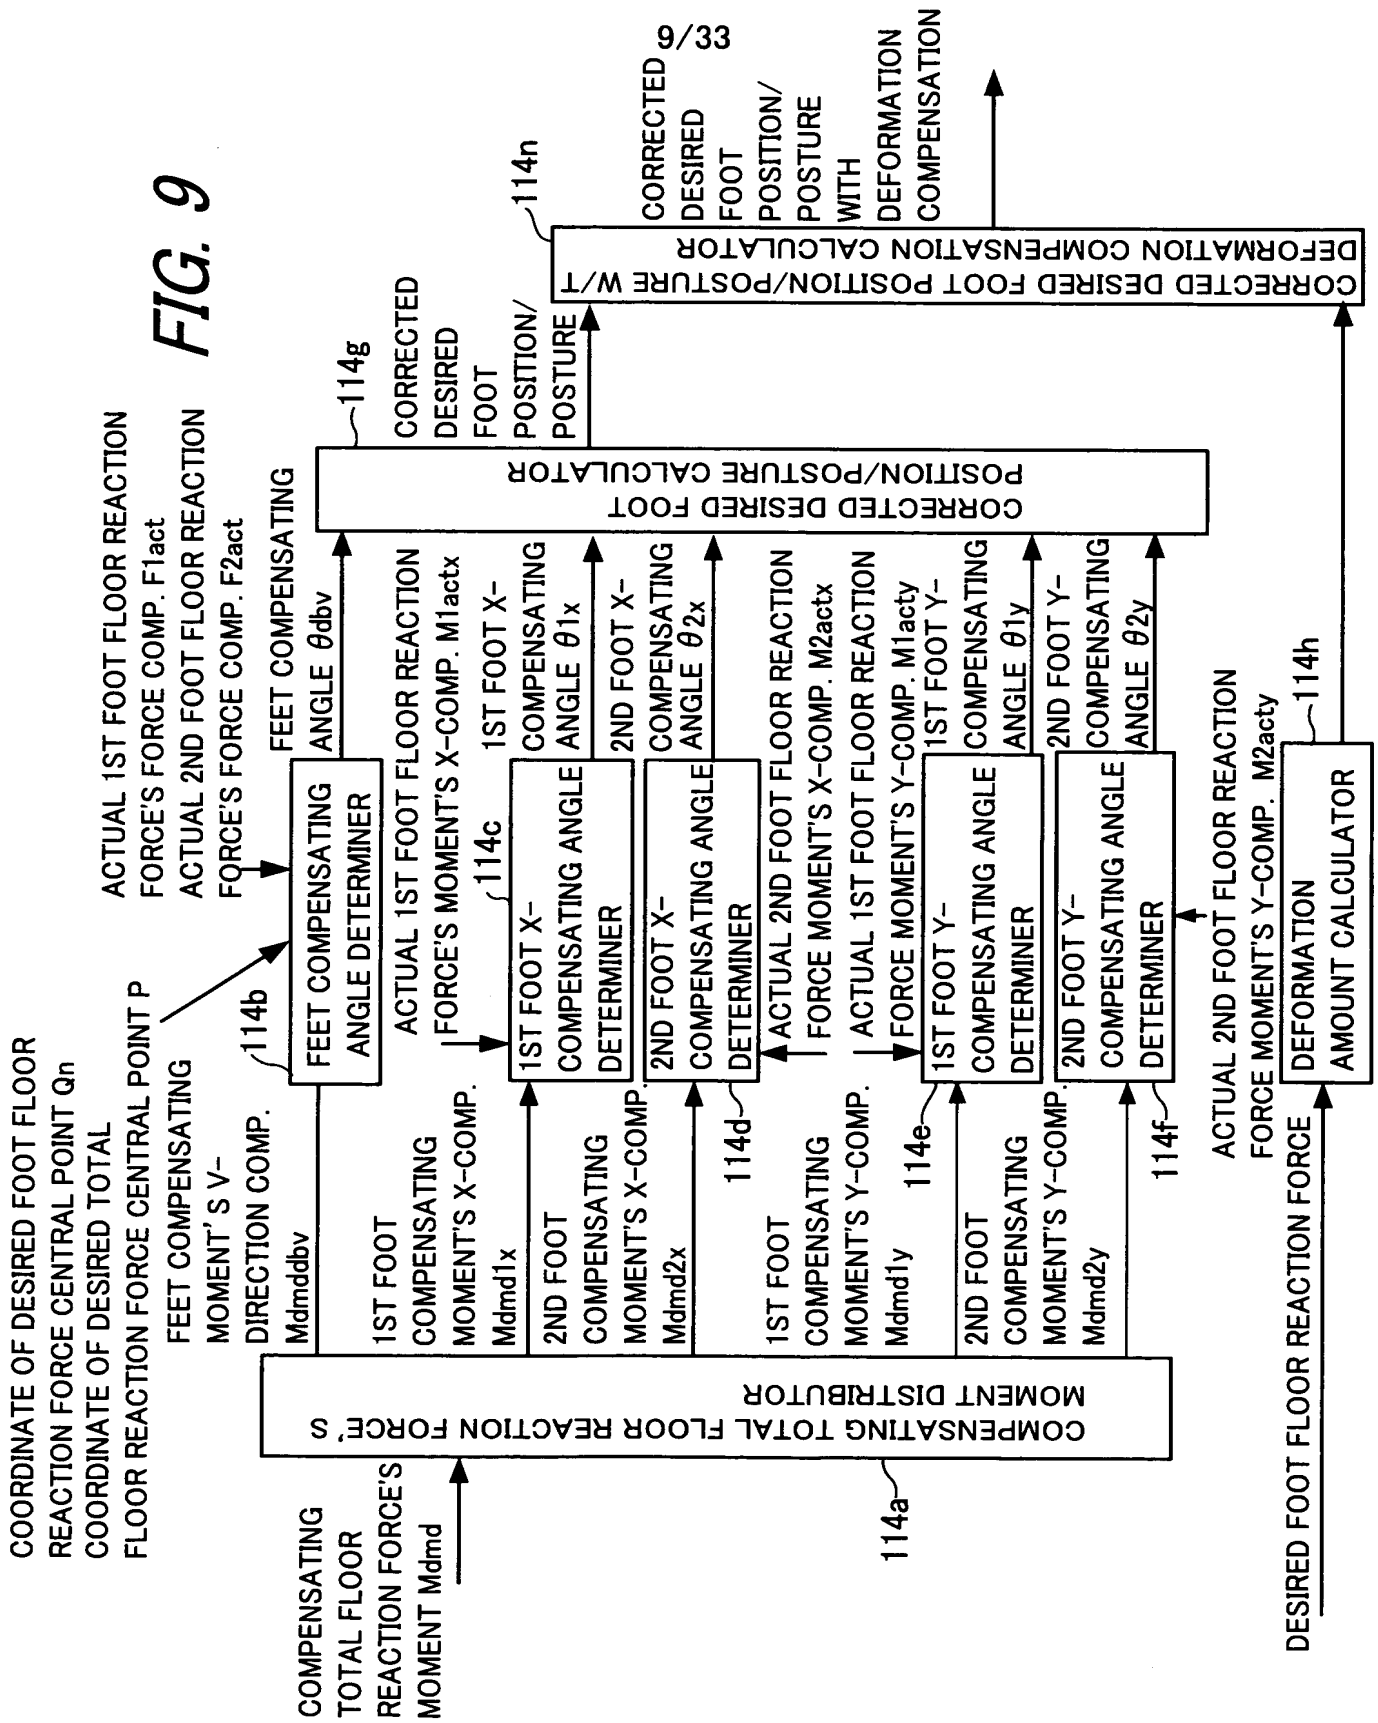 9/33
FIG. 9
COORDINATE OF DESIRED FOOT FLOOR
REACTION FORCE CENTRAL POINT Qn
COORDINATE OF DESIRED TOTAL
FLOOR REACTION FORCE CENTRAL POINT P
ACTUAL 1ST FOOT FLOOR REACTION
FORCE'S FORCE COMP. F1act
ACTUAL 2ND FOOT FLOOR REACTION
FORCE'S FORCE COMP. F2act
COMPENSATING
TOTAL FLOOR
REACTION FORCE'S
MOMENT Mdmd
COMPENSATING TOTAL FLOOR REACTION FORCE'S
MOMENT DISTRIBUTOR
114a
FEET COMPENSATING
MOMENT'S V-
DIRECTION COMP.
Mdmddbv
114b
FEET COMPENSATING
ANGLE DETERMINER
FEET COMPENSATING
ANGLE θdbv
1ST FOOT
COMPENSATING
MOMENT'S X-COMP.
Mdmd1x
ACTUAL 1ST FOOT FLOOR REACTION
FORCE'S MOMENT'S X-COMP. M1actx
114c
1ST FOOT X-
COMPENSATING ANGLE
DETERMINER
1ST FOOT X-
COMPENSATING
ANGLE θ1x
2ND FOOT
COMPENSATING
MOMENT'S X-COMP.
Mdmd2x
2ND FOOT X-
COMPENSATING ANGLE
DETERMINER
114d
2ND FOOT X-
COMPENSATING
ANGLE θ2x
ACTUAL 2ND FOOT FLOOR REACTION
FORCE MOMENT'S X-COMP. M2actx
ACTUAL 1ST FOOT FLOOR REACTION
FORCE MOMENT'S Y-COMP. M1acty
1ST FOOT
COMPENSATING
MOMENT'S Y-COMP.
Mdmd1y
114e
1ST FOOT Y-
COMPENSATING ANGLE
DETERMINER
1ST FOOT Y-
COMPENSATING
ANGLE θ1y
2ND FOOT
COMPENSATING
MOMENT'S Y-COMP.
Mdmd2y
2ND FOOT Y-
COMPENSATING ANGLE
DETERMINER
114f
2ND FOOT Y-
COMPENSATING
ANGLE θ2y
ACTUAL 2ND FOOT FLOOR REACTION
FORCE MOMENT'S Y-COMP. M2acty
114g
CORRECTED DESIRED FOOT
POSITION/POSTURE CALCULATOR
CORRECTED
DESIRED
FOOT
POSITION/
POSTURE
DESIRED FOOT FLOOR REACTION FORCE
DEFORMATION
AMOUNT CALCULATOR
114h
114n
CORRECTED DESIRED FOOT POSITION/POSTURE W/T
DEFORMATION COMPENSATION CALCULATOR
CORRECTED
DESIRED
FOOT
POSITION/
POSTURE
WITH
DEFORMATION
COMPENSATION